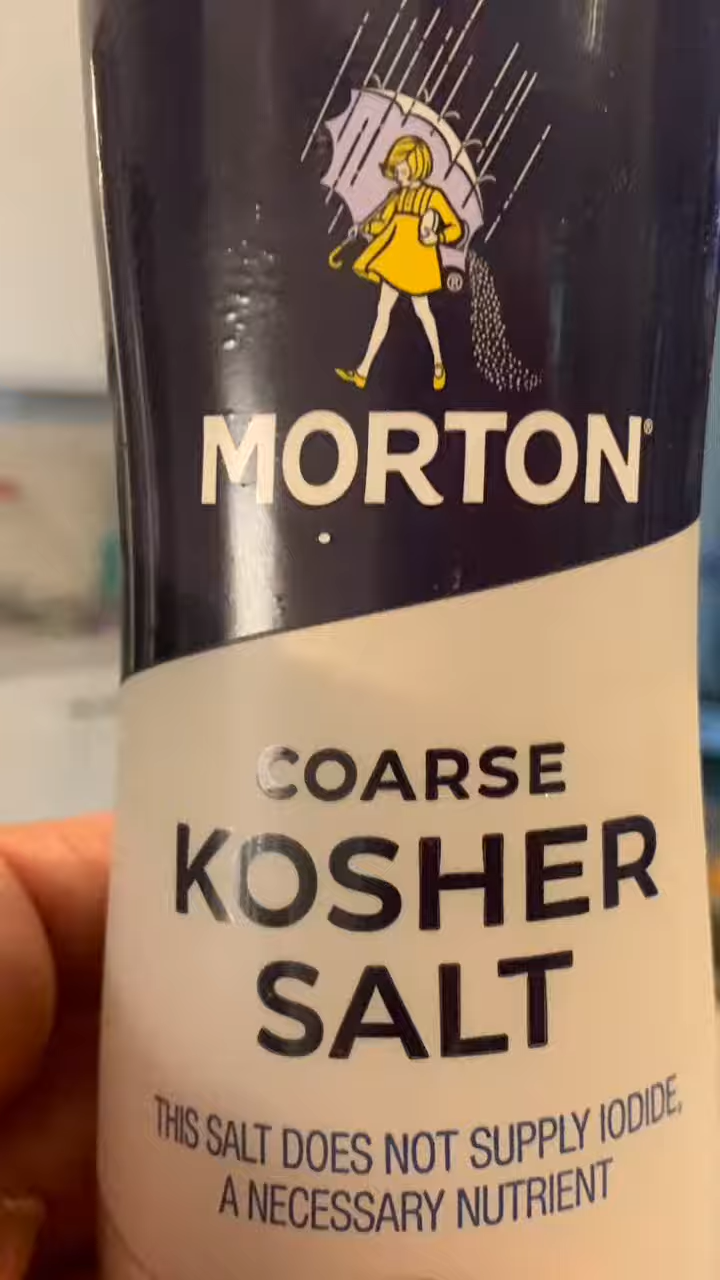 MORTON®
COARSE
KOSHER
SALT
THIS SALT DOES NOT SUPPLY IODIDE,
A NECESSARY NUTRIENT